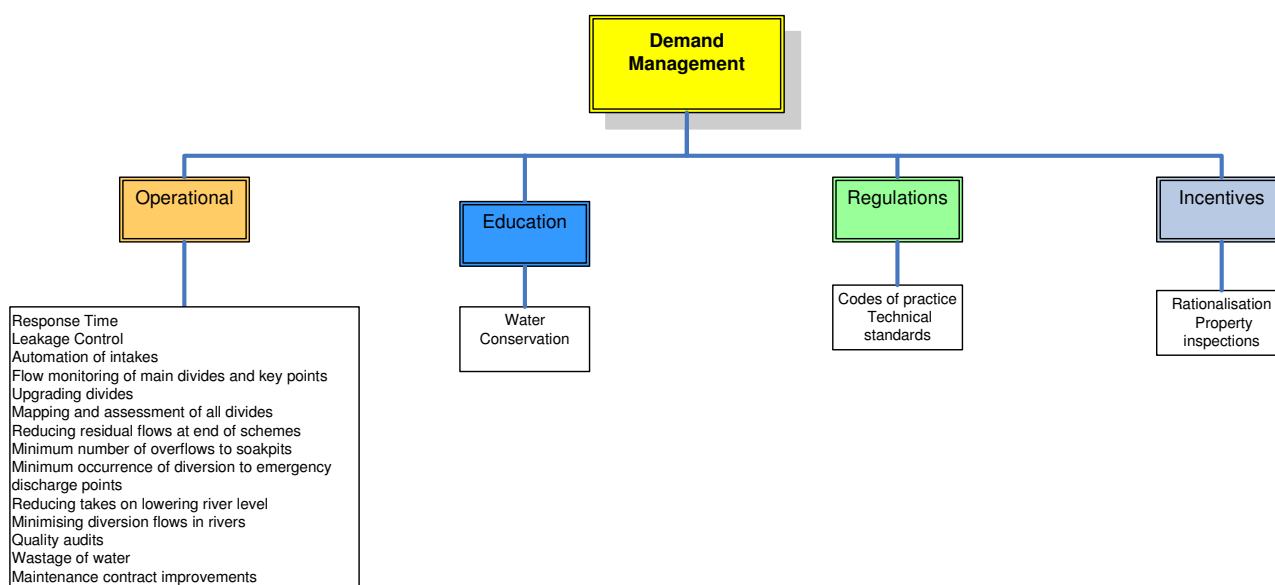 Demand
Management
Operational
Education
Regulations
Incentives
Response Time
Leakage Control
Automation of intakes
Flow monitoring of main divides and key points
Upgrading divides
Mapping and assessment of all divides
Reducing residual flows at end of schemes
Minimum number of overflows to soakpits
Minimum occurrence of diversion to emergency
discharge points
Reducing takes on lowering river level
Minimising diversion flows in rivers
Quality audits
Wastage of water
Maintenance contract improvements
Water
Conservation
Codes of practice
Technical
standards
Rationalisation
Property
inspections